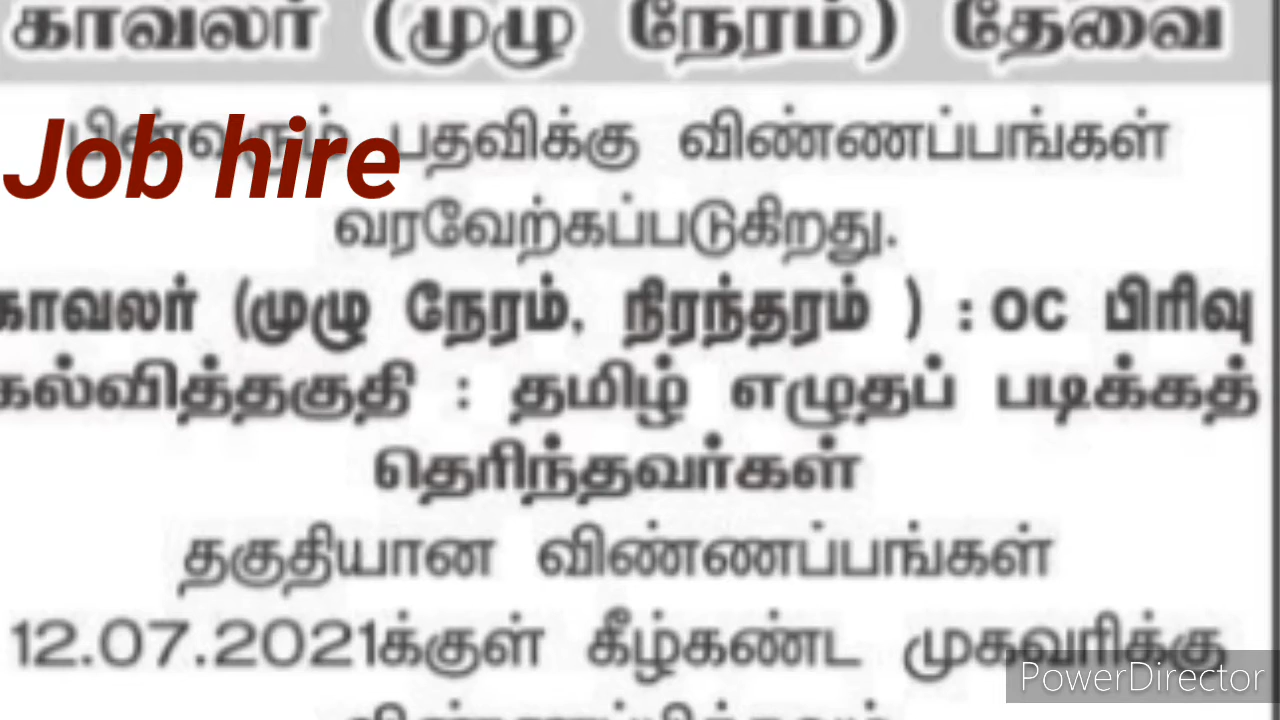 காவலர் (முழு நேரம்) தேவை
பின்வரும் பதவிக்கு விண்ணப்பங்கள்
Job hire
வரவேற்கப்படுகிறது.
காவலர் (முழு நேரம், நிரந்தரம் ) : OC பிரிவு
கல்வித்தகுதி : தமிழ் எழுதப் படிக்கத்
தெரிந்தவர்கள்
தகுதியான விண்ணப்பங்கள்
12.07.2021க்குள் கீழ்கண்ட முகவரிக்கு
PowerDirector